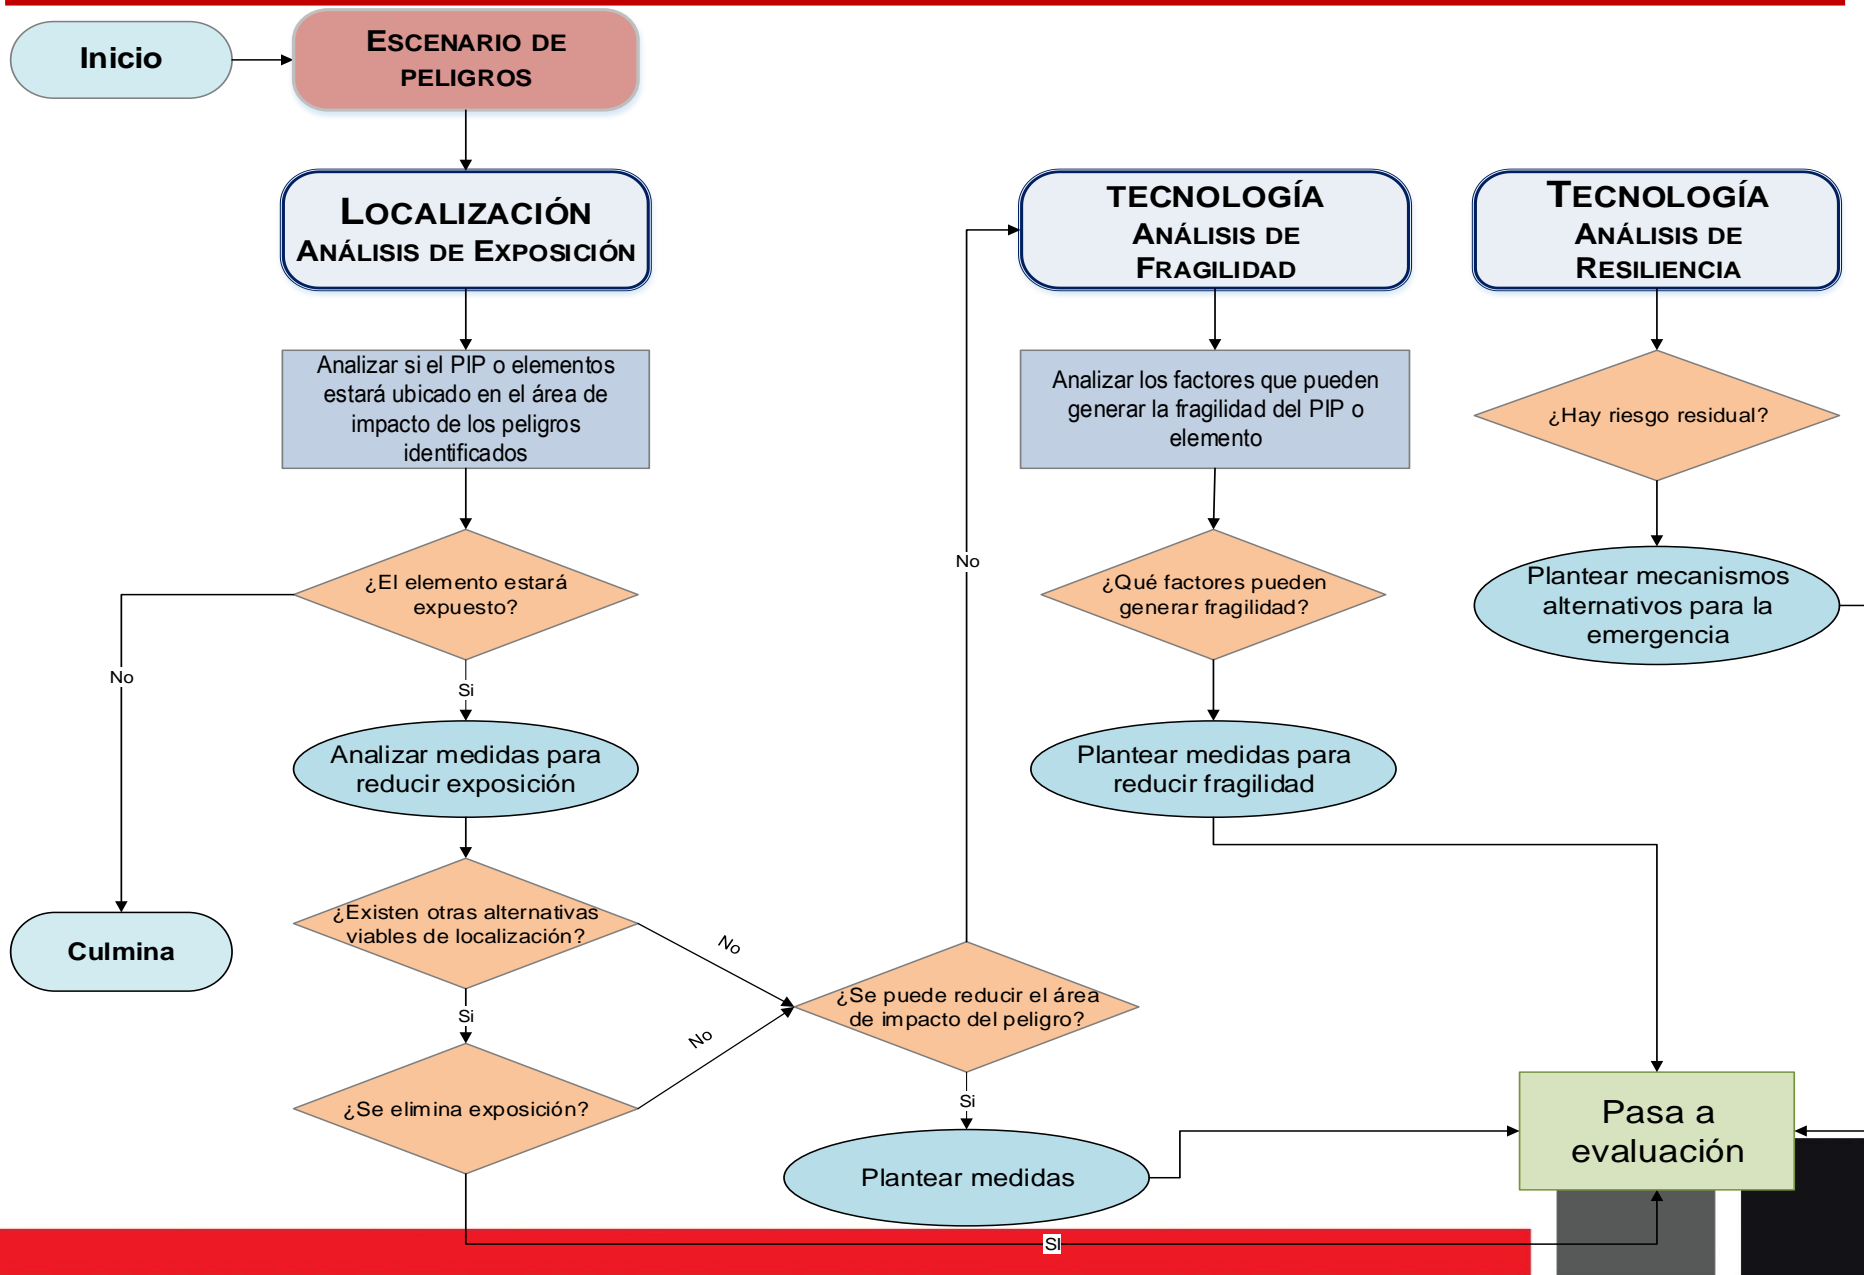 Inicio
ESCENARIO DE
PELIGROS
LOCALIZACIÓN
ANÁLISIS DE EXPOSICIÓN
Analizar si el PIP o elementos
estará ubicado en el área de
impacto de los peligros
identificados
¿El elemento estará
expuesto?
No
Si
Analizar medidas para
reducir exposición
Culmina
¿Existen otras alternativas
viables de localización?
No
Si
¿Se elimina exposición?
No
SI
¿Se puede reducir el área
de impacto del peligro?
No
Si
Plantear medidas
TECNOLOGÍA
ANÁLISIS DE
FRAGILIDAD
Analizar los factores que pueden
generar la fragilidad del PIP o
elemento
¿Qué factores pueden
generar fragilidad?
Plantear medidas para
reducir fragilidad
TECNOLOGÍA
ANÁLISIS DE
RESILIENCIA
¿Hay riesgo residual?
Plantear mecanismos
alternativos para la
emergencia
Pasa a
evaluación